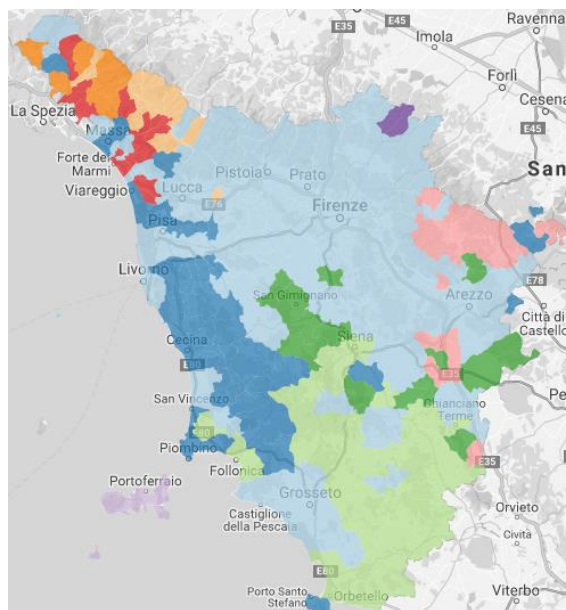 E35
E45
Ravenna
Imola
Forlì
Cesena
E45
La Spezia
Massa
Forte dei
Marmi
Viareggio
Pistoia
Prato
San
Lucca
E76
Firenze
Pisa
Livorno
E78
San Gimignano
Arezzo
Città di
Castello
Cecina
Siena
E80
E35
San Vincenzo
Chianciano
Terme
E80
Piombino
Follonica
E35
Portoferraio
Grosseto
Castiglione
della Pescaia
Orvieto
Civita
E80
Orbetello
Porto Santo
Stefano
Viterbo